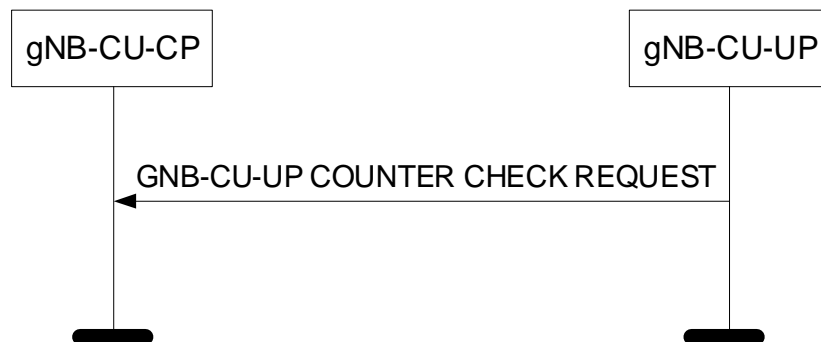 gNB-CU-CP
gNB-CU-UP
GNB-CU-UP COUNTER CHECK REQUEST